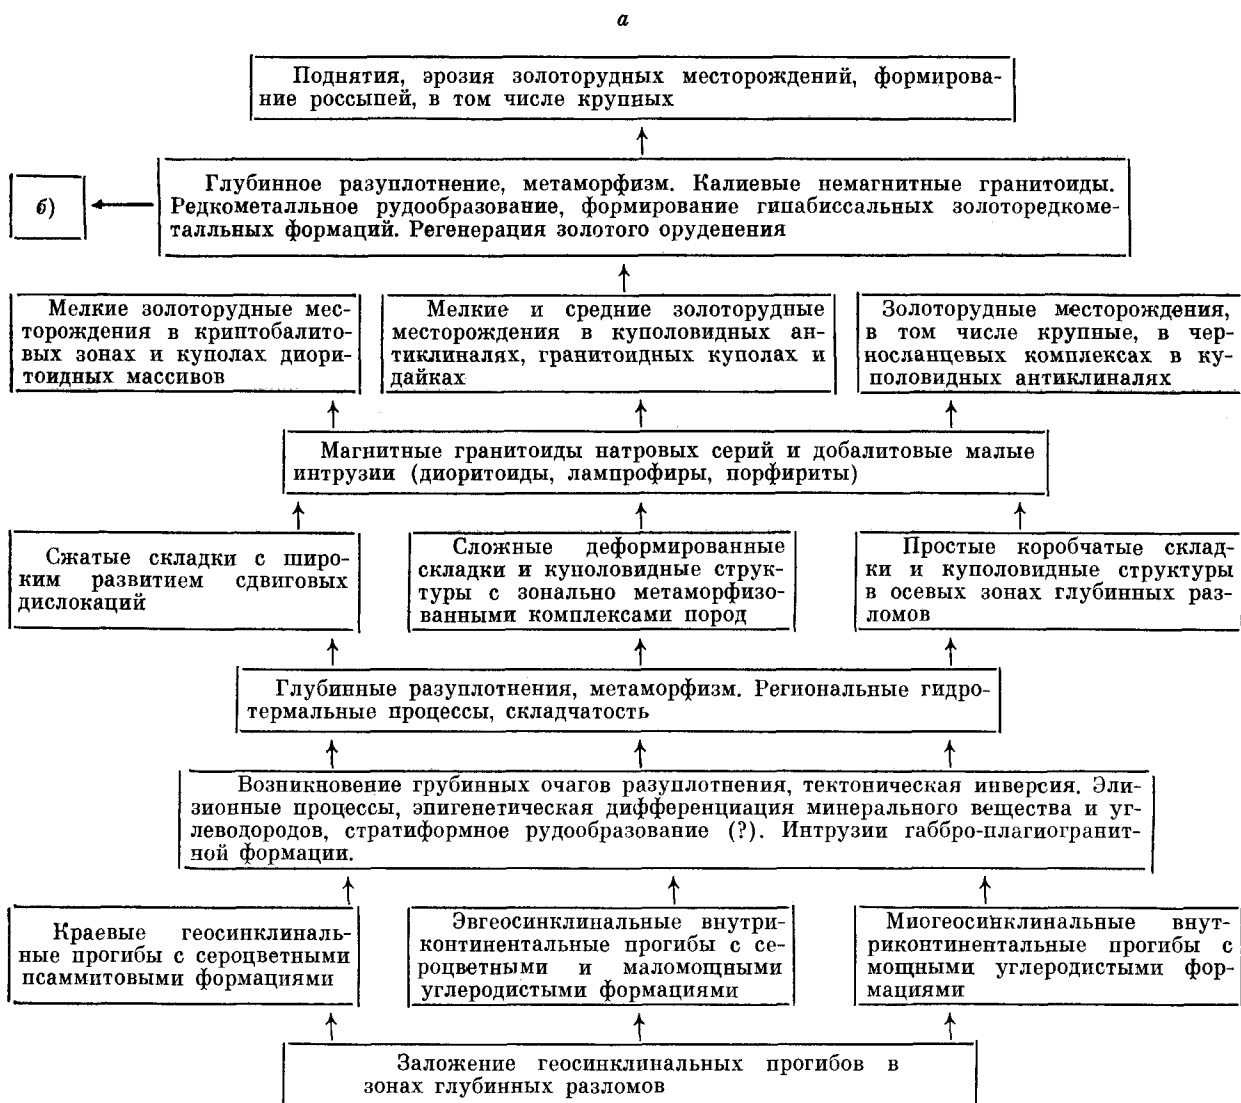 а
Поднятия, эрозия золоторудных месторождений, формирова-
ние россыпей, в том числе крупных
Глубинное разуплотнение, метаморфизм. Калиевые немагнитные гранитоиды.
Редкометалльное рудообразование, формирование гипабиссальных золоторедкоме-
талльных формаций. Регенерация золотого оруденения
б)
Мелкие золоторудные мес-
торождения в криптобалито-
вых зонах и куполах диори-
тоидных массивов
Мелкие и средние золоторудные
месторождения в куполовидных ан-
тиклиналях, гранитоидных куполах и
дайках
Золоторудные месторождения,
в том числе крупные, в чер-
носланцевых комплексах в ку-
половидных антиклиналях
Магнитные гранитоиды натровых серий и добалитовые малые
интрузии (диоритоиды, лампрофиры, порфириты)
Сжатые складки с широ-
ким развитием сдвиговых
дислокаций
Сложные деформированные
складки и куполовидные струк-
туры с зонально метаморфизо-
ванными комплексами пород
Простые коробчатые склад-
ки и куполовидные структуры
в осевых зонах глубинных раз-
ломов
Глубинные разуплотнения, метаморфизм. Региональные гидро-
термальные процессы, складчатость
Возникновение грубинных очагов разуплотнения, тектоническая инверсия. Эли-
зионные процессы, эпигенетическая дифференциация минерального вещества и уг-
леводородов, стратиформное рудообразование (?). Интрузии габбро-плагиогранит-
ной формации.
Краевые геосинклиналь-
ные прогибы с сероцветными
псаммитовыми формациями
Эвгеосинклинальные внутри-
континентальные прогибы с се-
роцветными и маломощными
углеродистыми формациями
Миогеосинклинальные внут-
риконтинентальные прогибы с
мощными углеродистыми фор-
мациями
Заложение геосинклинальных прогибов в
зонах глубинных разломов